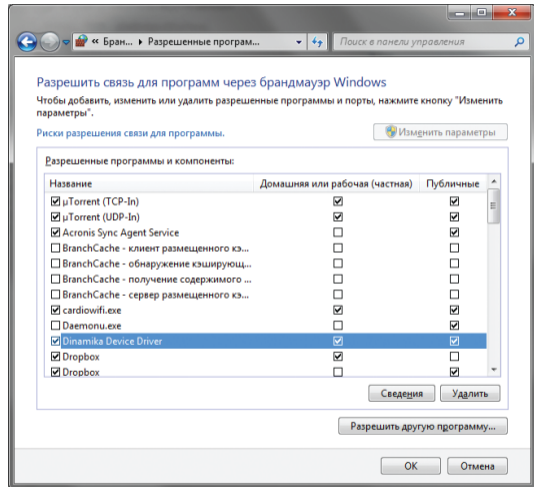 « Бран... ▸ Разрешенные програм...
Поиск в панели управления
Разрешить связь для программ через брандмауэр Windows
Чтобы добавить, изменить или удалить разрешенные программы и порты, нажмите кнопку "Изменить
параметры".
Риски разрешения связи для программы.
Изменить параметры
Разрешенные программы и компоненты:
Название Домашняя или рабочая (частная) Публичные
µTorrent (TCP-In)
µTorrent (UDP-In)
Acronis Sync Agent Service
BranchCache - клиент размещенного кэ...
BranchCache - обнаружение кэширующ...
BranchCache - получение содержимого ...
BranchCache - сервер размещенного кэ...
cardiowifi.exe
Daemonu.exe
Dinamika Device Driver
Dropbox
Dropbox
Сведения Удалить
Разрешить другую программу...
ОК Отмена